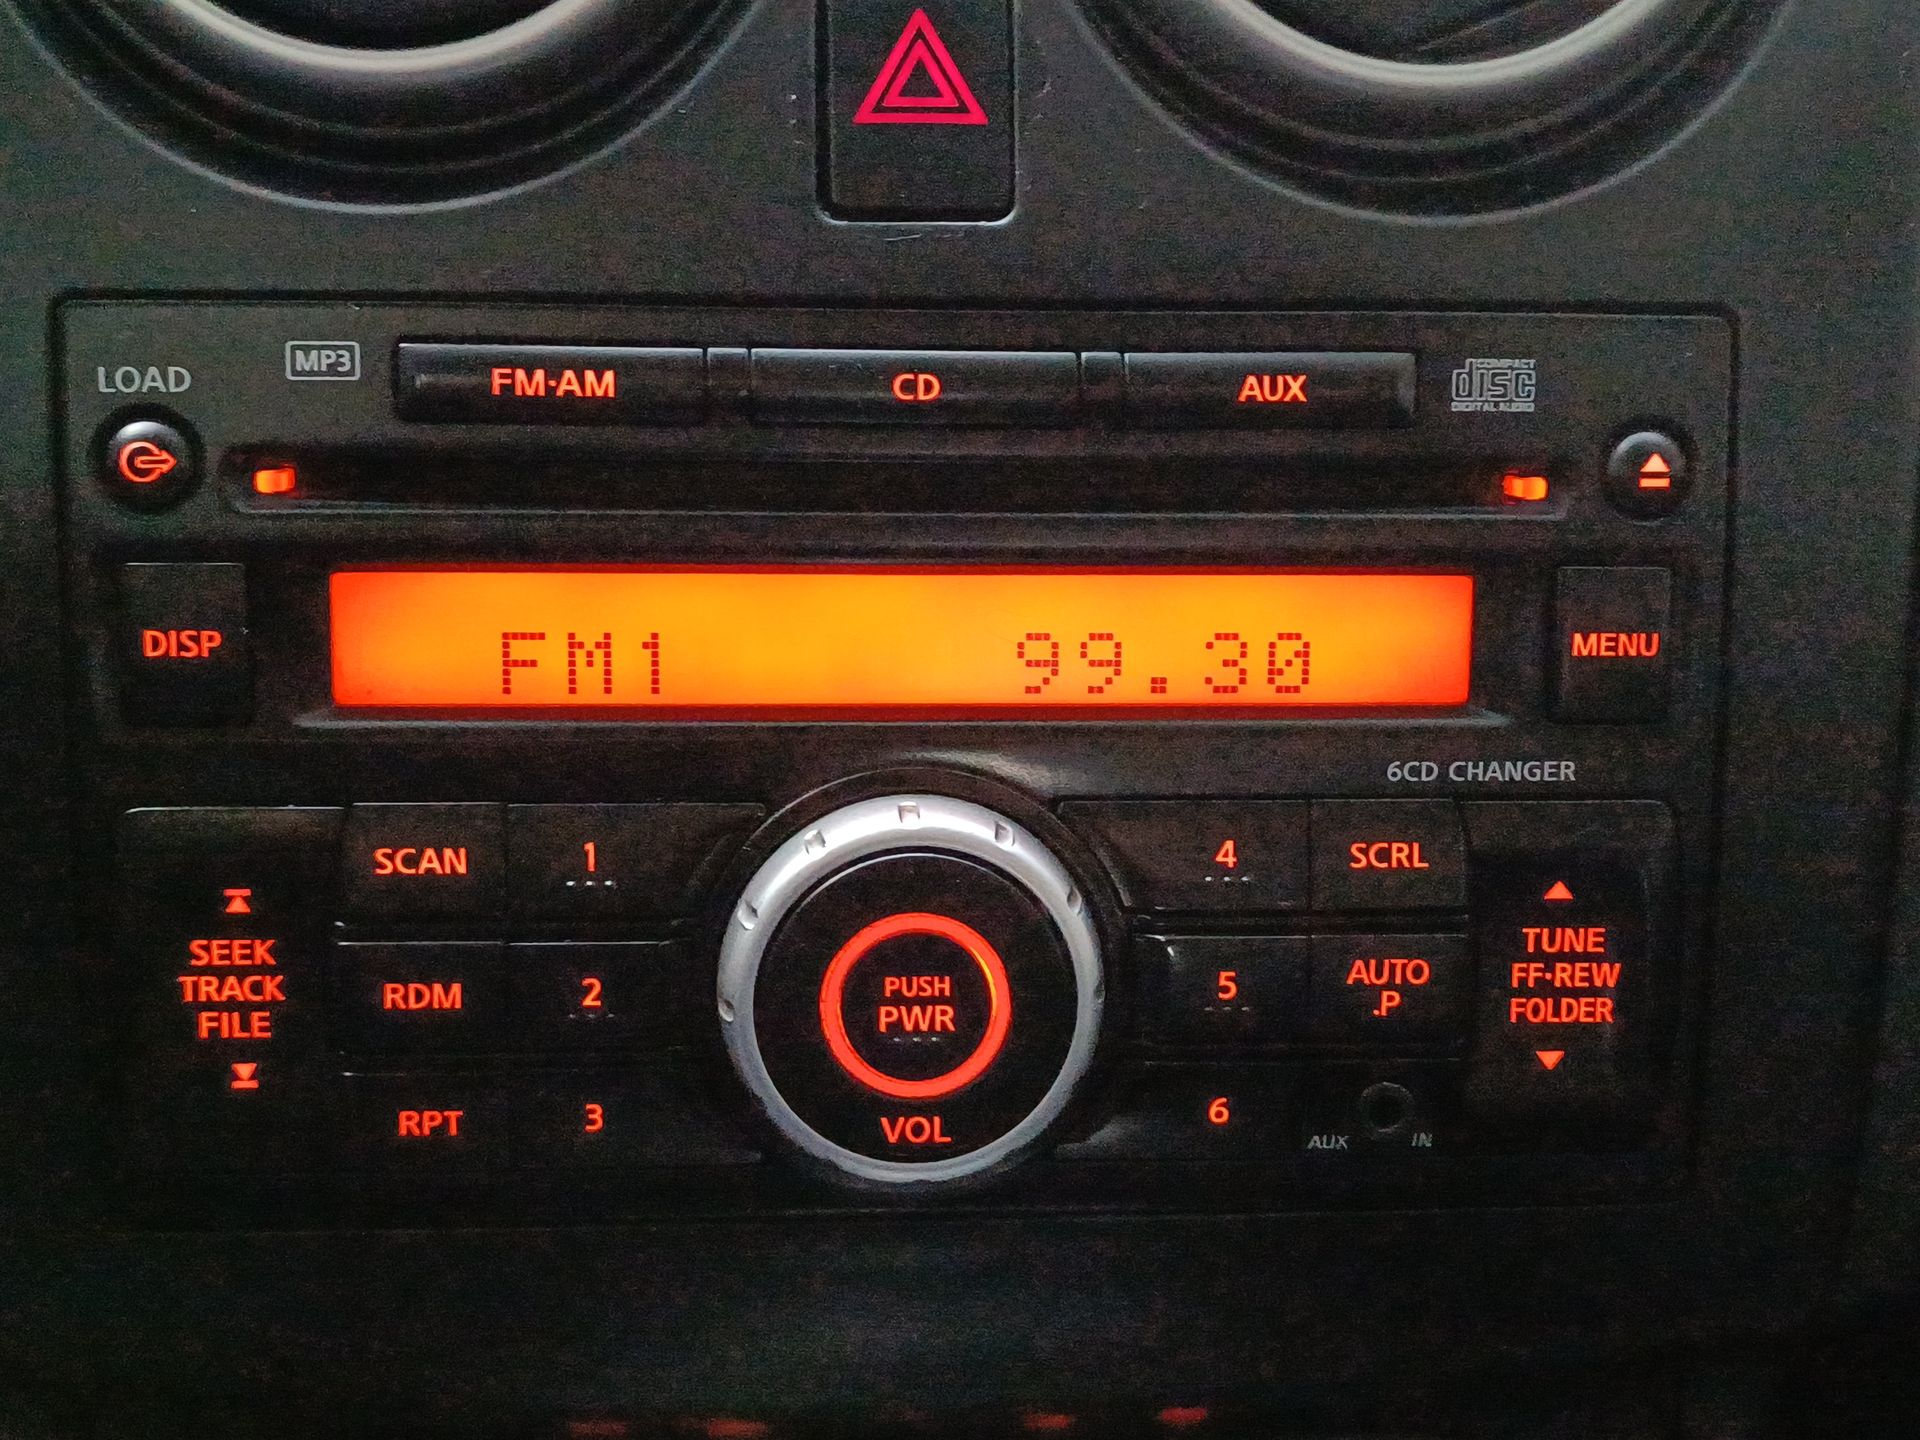 LOAD
MP3
FM·AM
CD
AUX
COMPACT
disc
DIGITAL AUDIO
DISP
FM1 99.30
MENU
6CD CHANGER
SCAN
1
4
SCRL
SEEK
TRACK
FILE
RDM
2
PUSH
PWR
5
AUTO
.P
TUNE
FF·REW
FOLDER
RPT
3
VOL
6
AUX IN